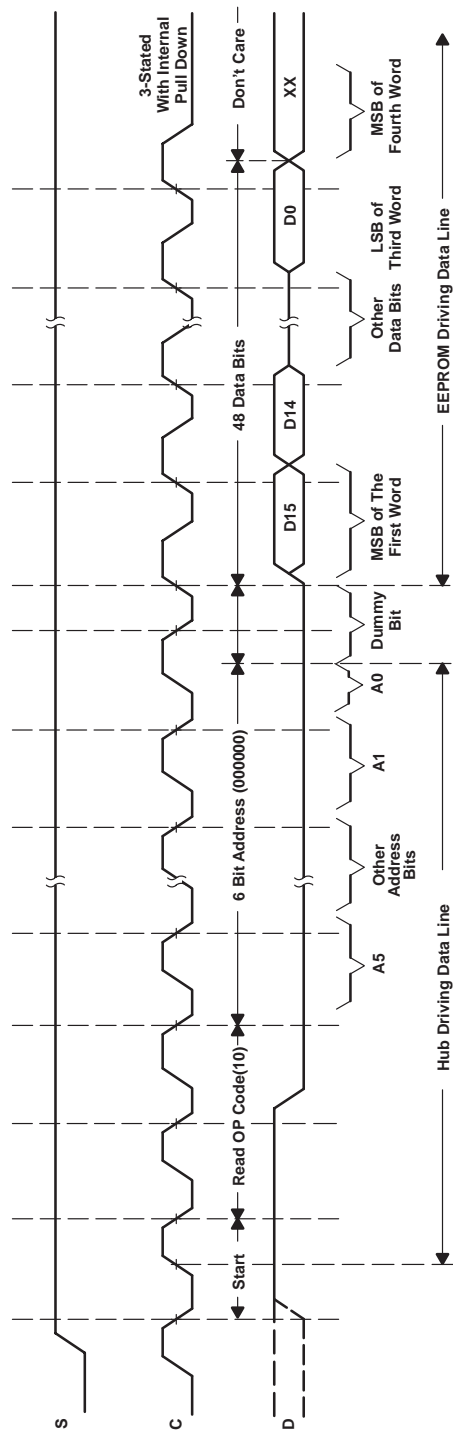 S
C
D
3-Stated
With Internal
Pull Down
Start
Read OP Code(10)
6 Bit Address (000000)
48 Data Bits
Don't Care
D15
D14
D0
XX
A5
Other
Address
Bits
A1
A0
Dummy
Bit
MSB of The
First Word
Other
Data Bits
LSB of
Third Word
MSB of
Fourth Word
Hub Driving Data Line
EEPROM Driving Data Line